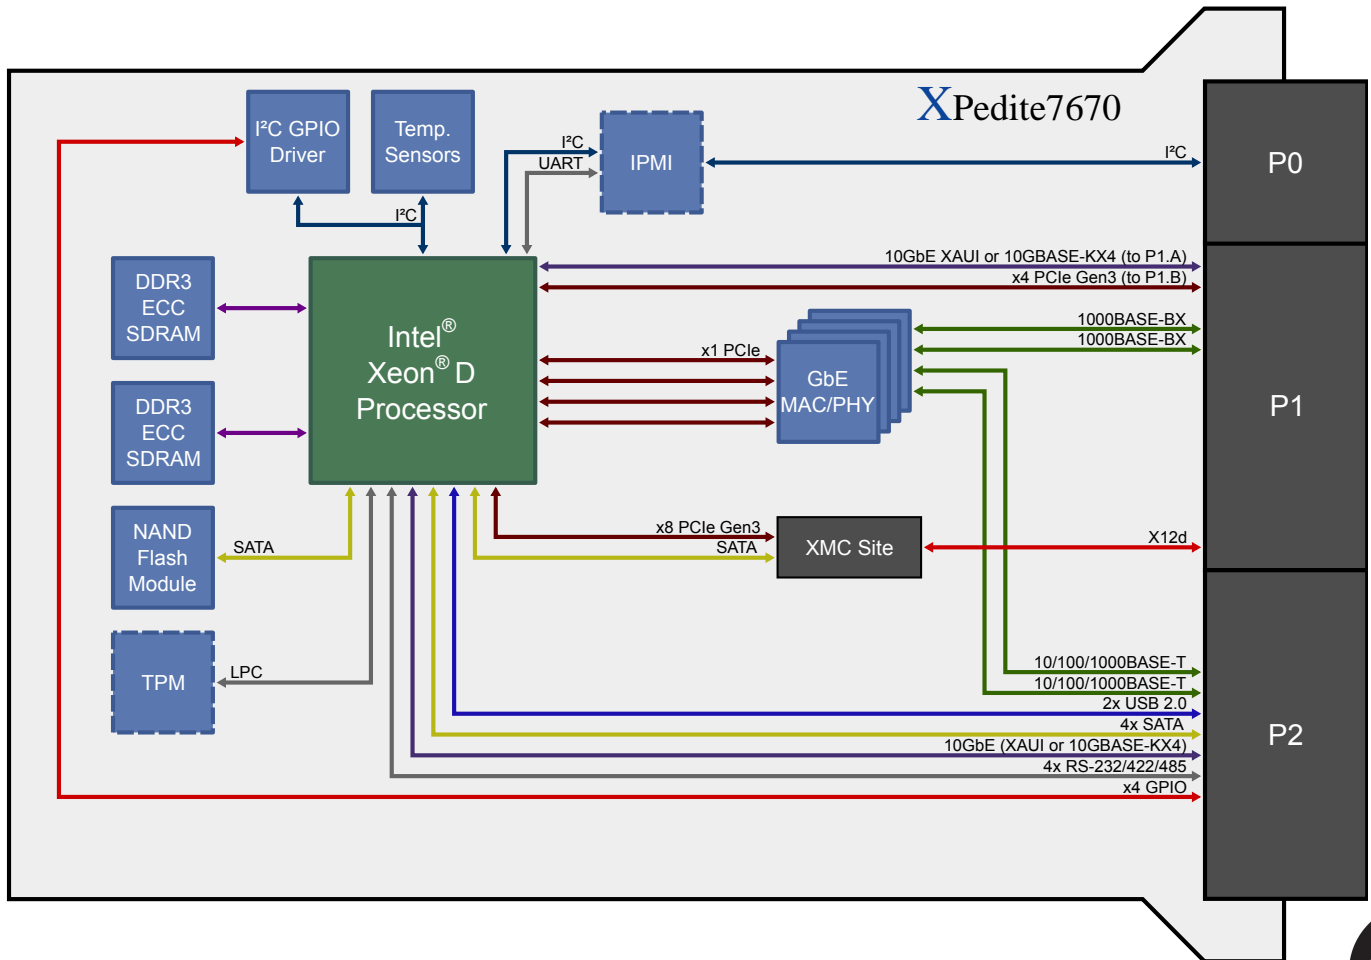 XPedite7670
I²C GPIO
Driver
Temp.
Sensors
I²C
UART
IPMI
I²C
P0
I²C
10GbE XAUI or 10GBASE-KX4 (to P1.A)
x4 PCIe Gen3 (to P1.B)
DDR3
ECC
SDRAM
Intel®
Xeon® D
Processor
x1 PCIe
GbE
MAC/PHY
1000BASE-BX
1000BASE-BX
P1
DDR3
ECC
SDRAM
NAND
Flash
Module
SATA
x8 PCIe Gen3
SATA
XMC Site
X12d
TPM
LPC
10/100/1000BASE-T
10/100/1000BASE-T
2x USB 2.0
4x SATA
10GbE (XAUI or 10GBASE-KX4)
4x RS-232/422/485
x4 GPIO
P2